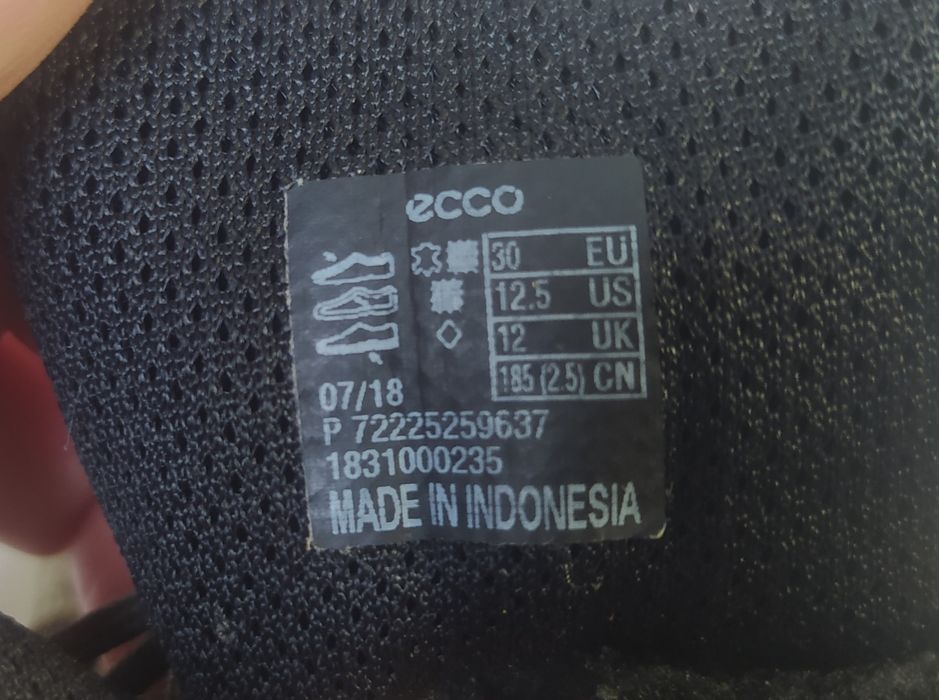 ecco
30 EU
12.5 US
12 UK
185 (2.5) CN
07/18
P 72225259637
1831000235
MADE IN INDONESIA